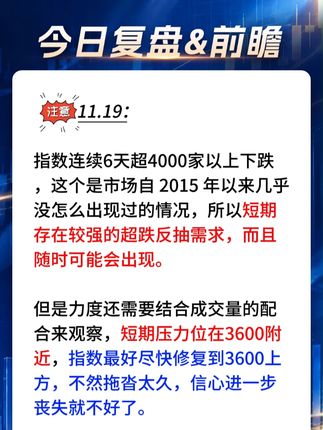 今日复盘&前瞻
注意 11.19：
指数连续6天超4000家以上下跌
，这个是市场自 2015 年以来几乎
没怎么出现过的情况，所以短期
存在较强的超跌反抽需求，而且
随时可能会出现。
但是力度还需要结合成交量的配
合来观察，短期压力位在3600附
近，指数最好尽快修复到3600上
方，不然拖沓太久，信心进一步
丧失就不好了。